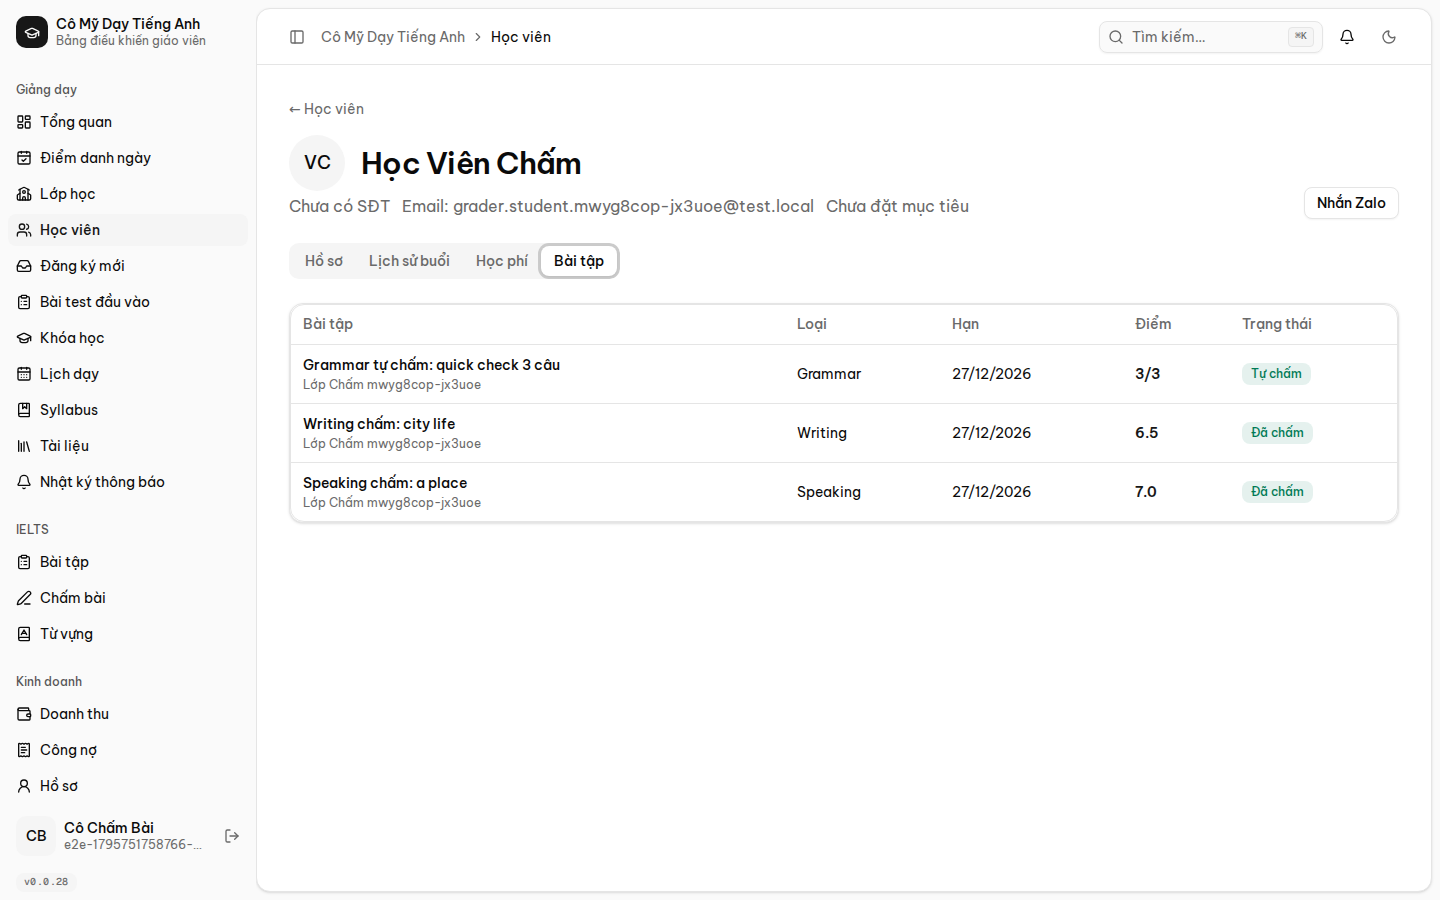 Cô Mỹ Dạy Tiếng Anh
Bảng điều khiển giáo viên
Giảng dạy
Tổng quan
Điểm danh ngày
Lớp học
Học viên
Đăng ký mới
Bài test đầu vào
Khóa học
Lịch dạy
Syllabus
Tài liệu
Nhật ký thông báo
IELTS
Bài tập
Chấm bài
Từ vựng
Kinh doanh
Doanh thu
Công nợ
Hồ sơ
CB
Cô Chấm Bài
e2e-1795751758766-...
v0.0.28
Cô Mỹ Dạy Tiếng Anh > Học viên
Tìm kiếm... ⌘K
← Học viên
VC
Học Viên Chấm
Chưa có SĐT Email: grader.student.mwyg8cop-jx3uoe@test.local Chưa đặt mục tiêu
Nhắn Zalo
Hồ sơ Lịch sử buổi Học phí Bài tập
Bài tập Loại Hạn Điểm Trạng thái
Grammar tự chấm: quick check 3 câu
Lớp Chấm mwyg8cop-jx3uoe
Grammar 27/12/2026 3/3 Tự chấm
Writing chấm: city life
Lớp Chấm mwyg8cop-jx3uoe
Writing 27/12/2026 6.5 Đã chấm
Speaking chấm: a place
Lớp Chấm mwyg8cop-jx3uoe
Speaking 27/12/2026 7.0 Đã chấm